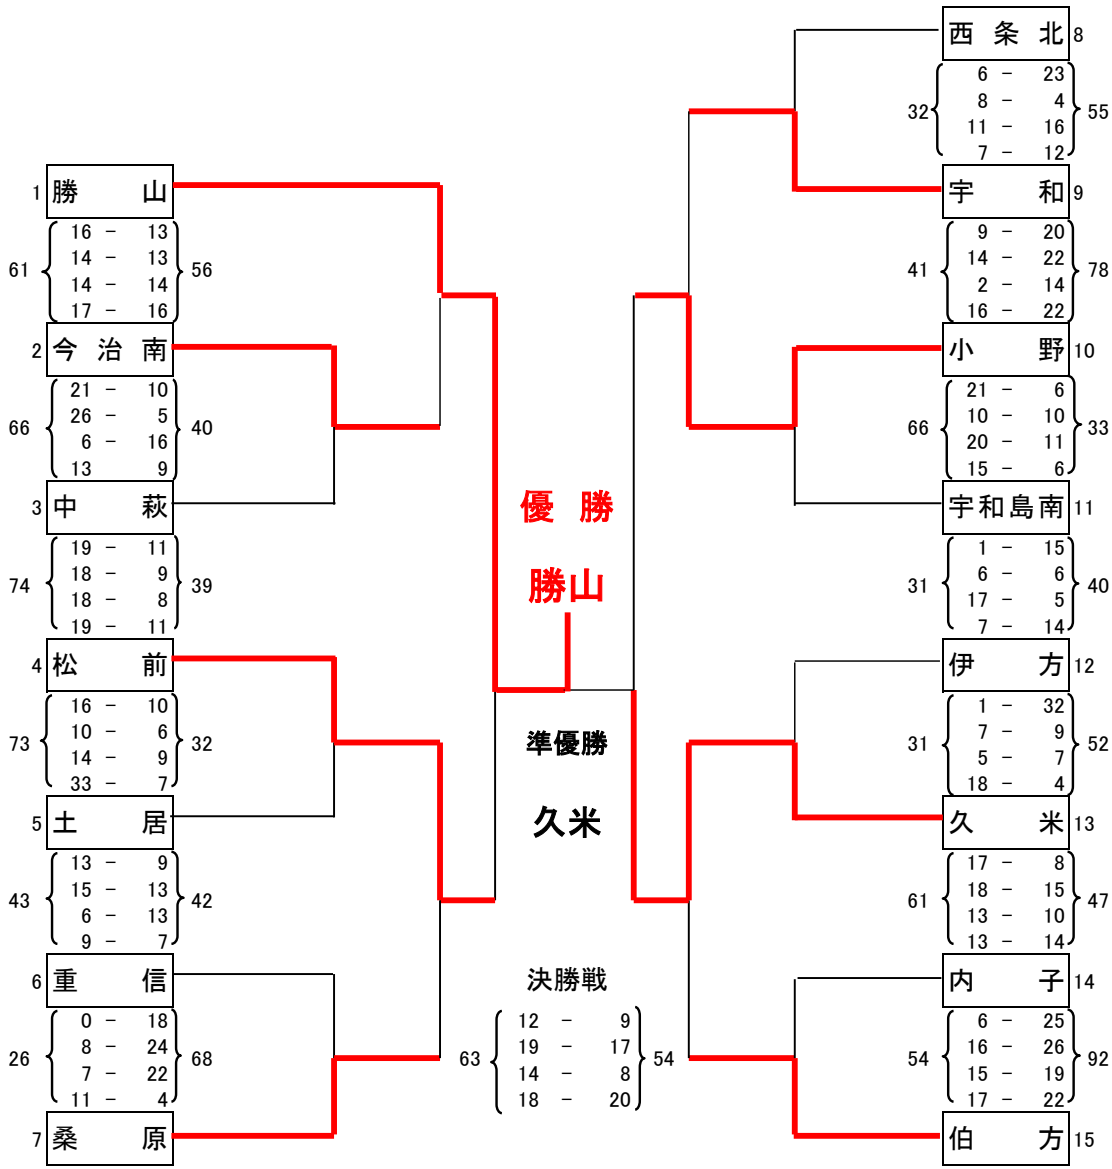 1 勝山
16 - 13
61 14 - 13 56
14 - 14
17 - 16
2 今治南
21 - 10
66 26 - 5 40
6 - 16
13 9
3 中萩
19 - 11
74 18 - 9 39
18 - 8
19 - 11
4 松前
16 - 10
73 10 - 6 32
14 - 9
33 - 7
5 土居
13 - 9
43 15 - 13 42
6 - 13
9 - 7
6 重信
0 - 18
26 8 - 24 68
7 - 22
11 - 4
7 桑原
優勝
勝山
準優勝
久米
決勝戦
12 - 9
63 19 - 17 54
14 - 8
18 - 20
西条北 8
6 - 23
32 8 - 4 55
11 - 16
7 - 12
宇和 9
9 - 20
41 14 - 22 78
2 - 14
16 - 22
小野 10
21 - 6
66 10 - 10 33
20 - 11
15 - 6
宇和島南 11
1 - 15
31 6 - 6 40
17 - 5
7 - 14
伊方 12
1 - 32
31 7 - 9 52
5 - 7
18 - 4
久米 13
17 - 8
61 18 - 15 47
13 - 10
13 - 14
内子 14
6 - 25
54 16 - 26 92
15 - 19
17 - 22
伯方 15